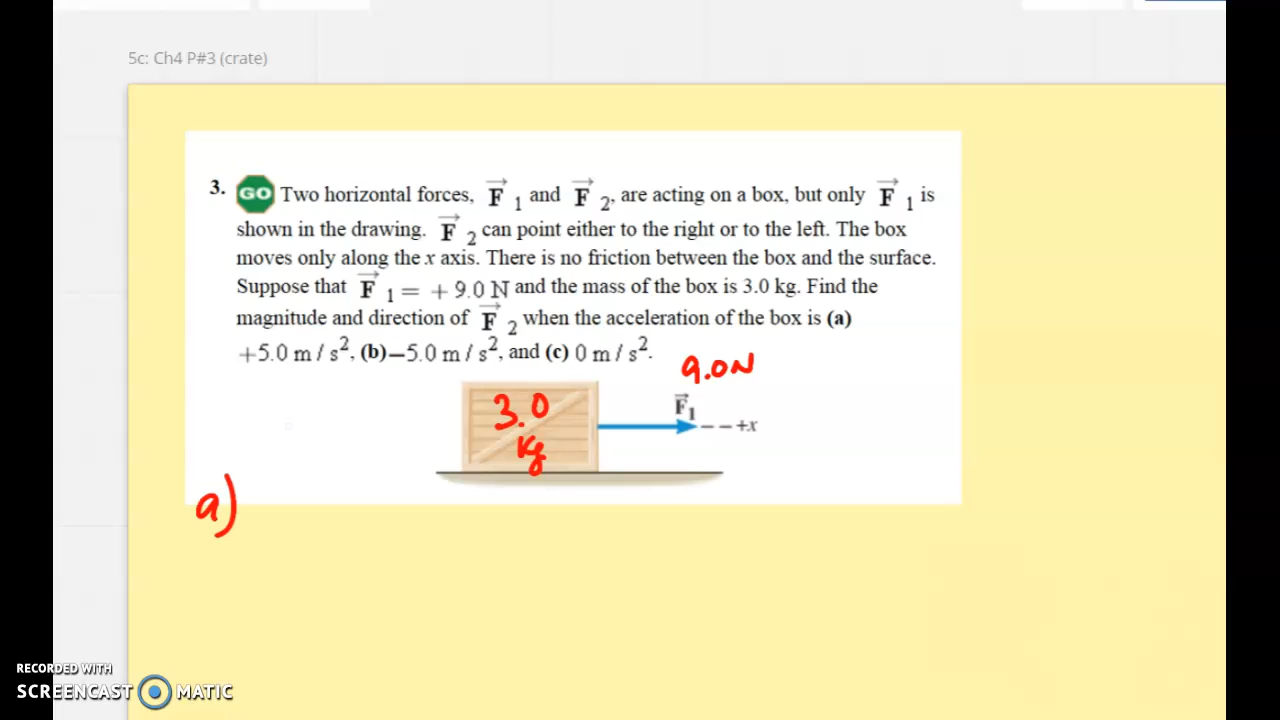 5c: Ch4 P#3 (crate)
3. GO Two horizontal forces, F⃗ ₁ and F⃗ ₂, are acting on a box, but only F⃗ ₁ is
shown in the drawing. F⃗ ₂ can point either to the right or to the left. The box
moves only along the x axis. There is no friction between the box and the surface.
Suppose that F⃗ ₁ = + 9.0 N and the mass of the box is 3.0 kg. Find the
magnitude and direction of F⃗ ₂ when the acceleration of the box is (a)
+5.0 m / s², (b) –5.0 m / s², and (c) 0 m / s².
9.0N
3.0
kg
F⃗₁
+x
a)
RECORDED WITH
SCREENCAST MATIC